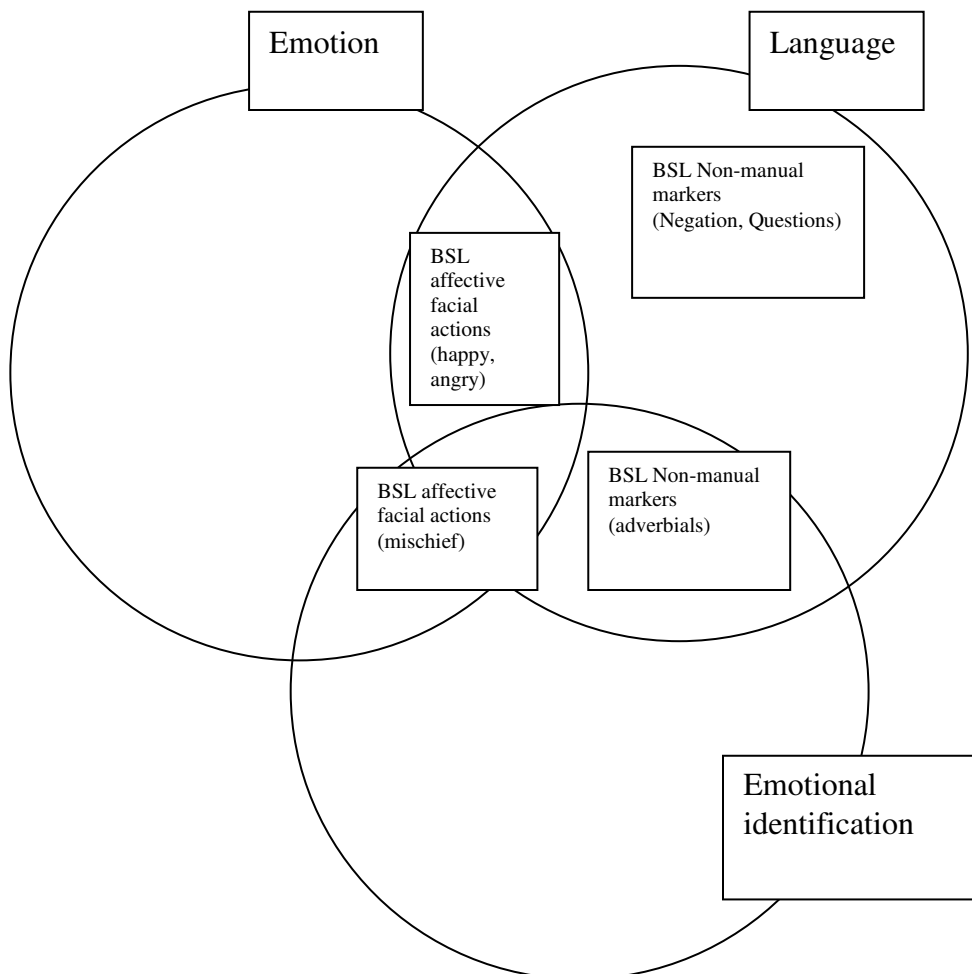 Emotion
Language
BSL Non-manual
markers
(Negation, Questions)
BSL
affective
facial
actions
(happy,
angry)
BSL affective
facial actions
(mischief)
BSL Non-manual
markers
(adverbials)
Emotional
identification